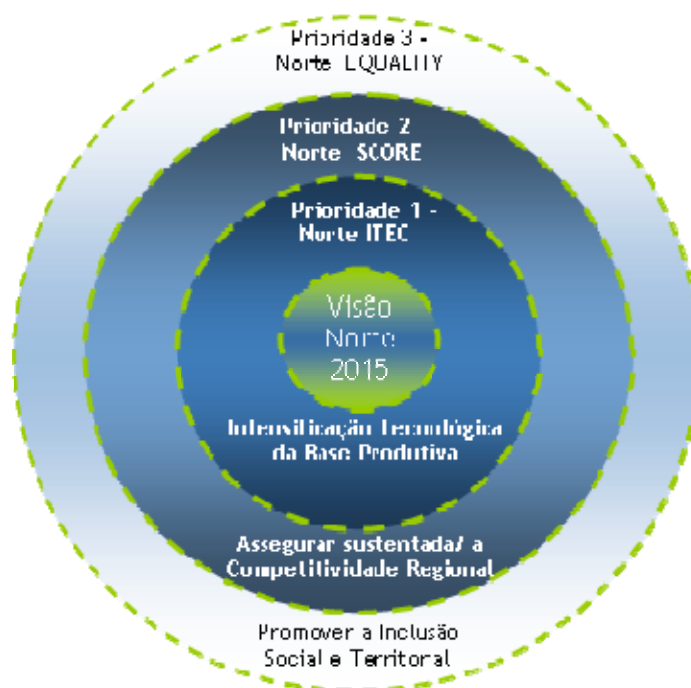 Prioridade 3 -
Norte EQUALITY
Prioridade 2
Norte SCORE
Prioridade 1 -
Norte ITEC
Visão
Norte
2015
Intensificação Tecnológica
da Base Produtiva
Assegurar sustentada/ a
Competitividade Regional
Promover a Inclusão
Social e Territorial